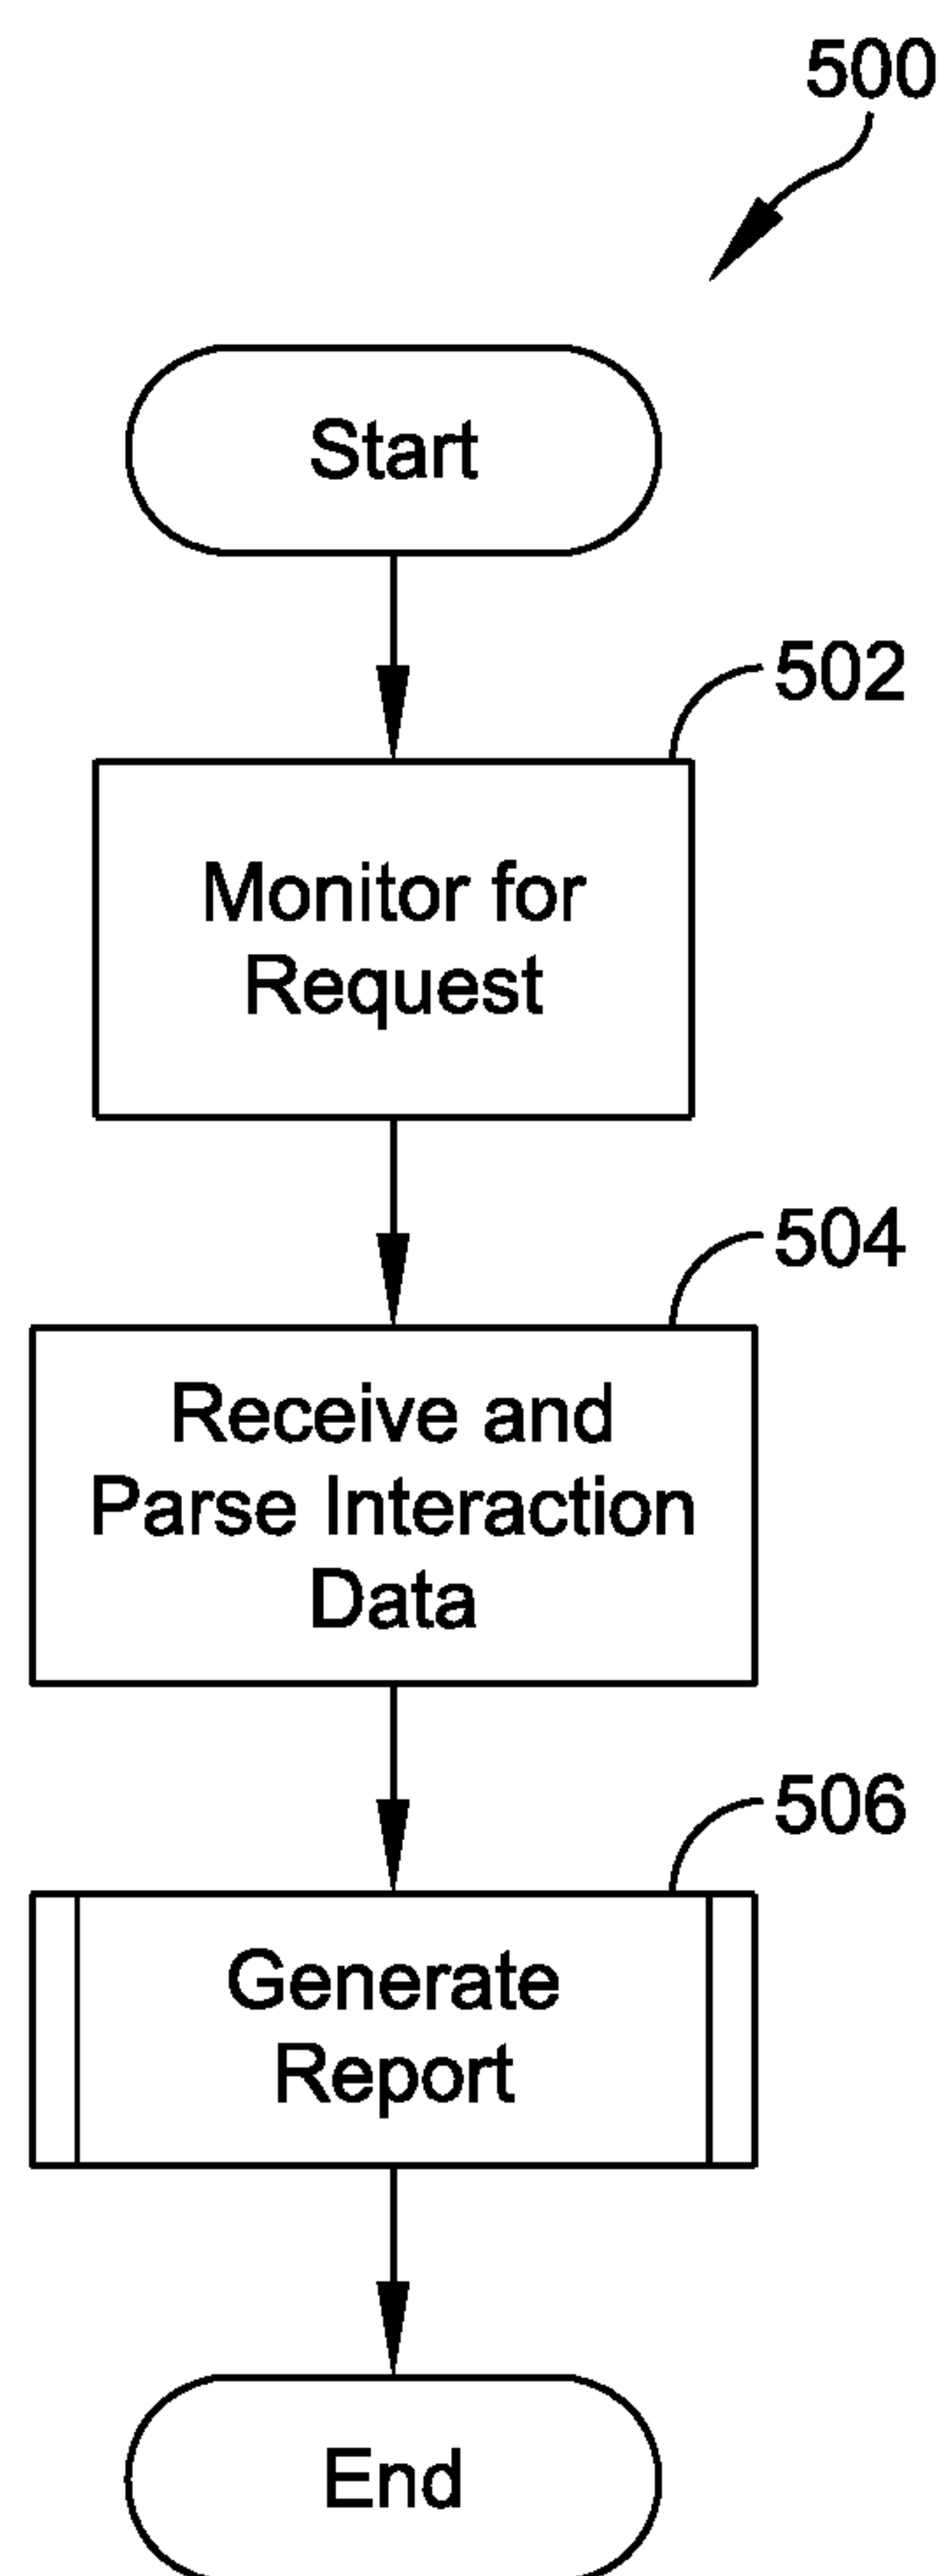 500
Start
502
Monitor for
Request
504
Receive and
Parse Interaction
Data
506
Generate
Report
End